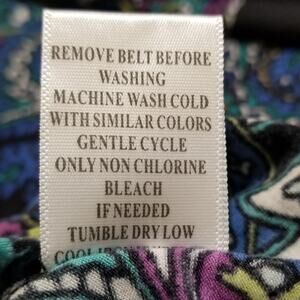 REMOVE BELT BEFORE
WASHING
MACHINE WASH COLD
WITH SIMILAR COLORS
GENTLE CYCLE
ONLY NON CHLORINE
BLEACH
IF NEEDED
TUMBLE DRY LOW
COOL